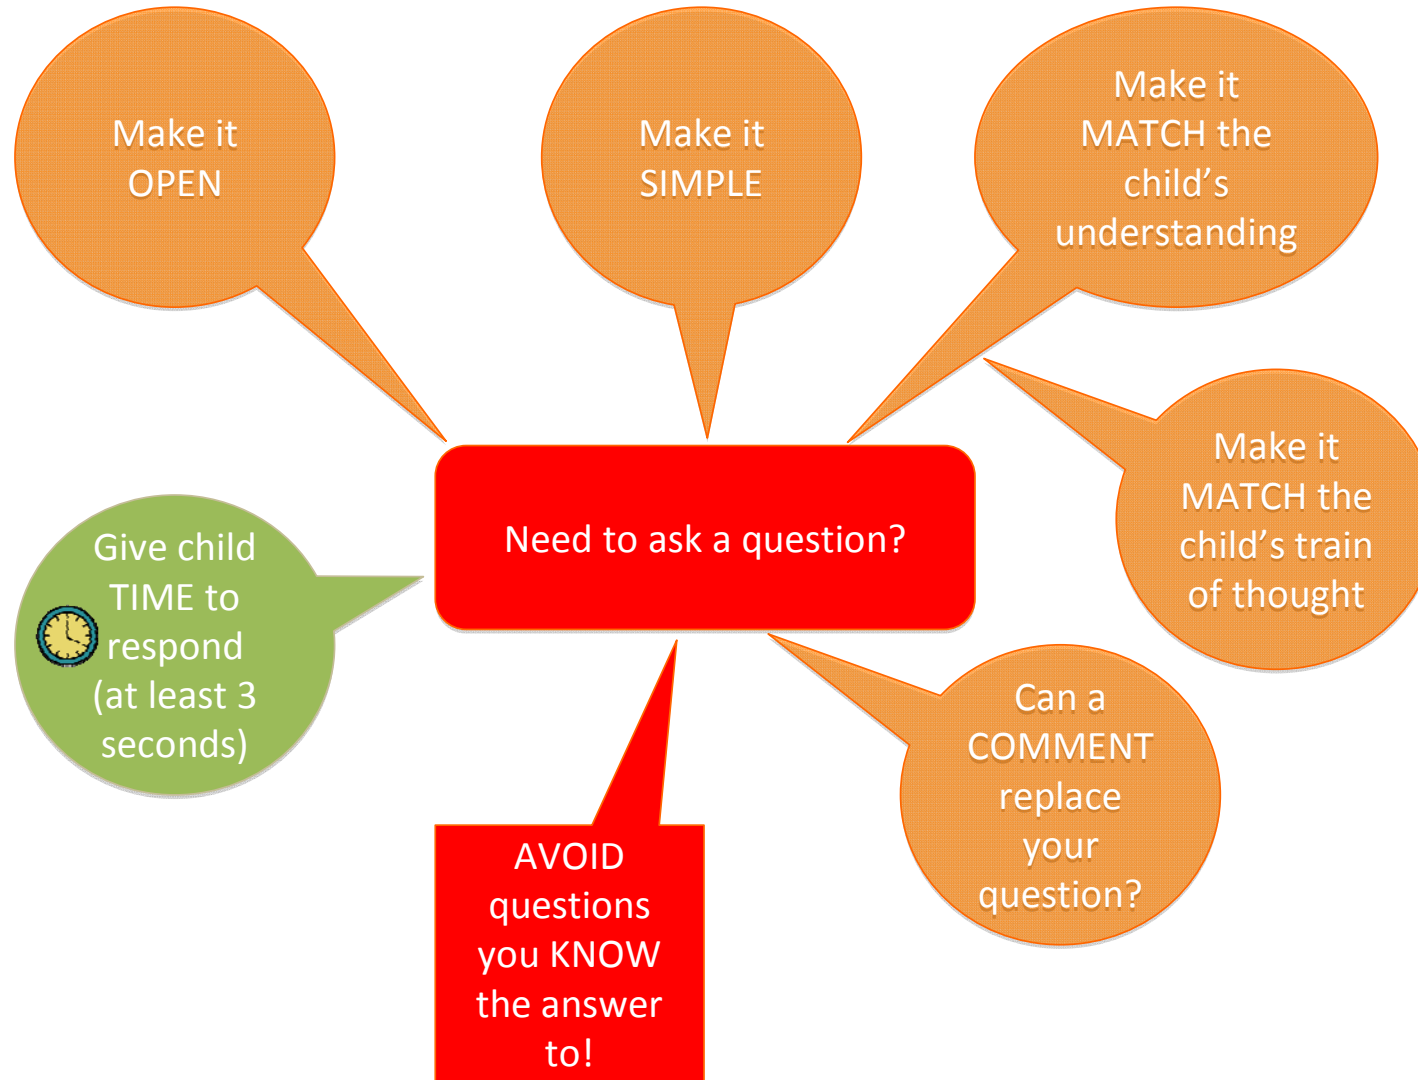 Make it
OPEN
Make it
SIMPLE
Make it
MATCH the
child’s
understanding
Make it
MATCH the
child’s train
of thought
Need to ask a question?
Give child
TIME to
respond
(at least 3
seconds)
Can a
COMMENT
replace
your
question?
AVOID
questions
you KNOW
the answer
to!